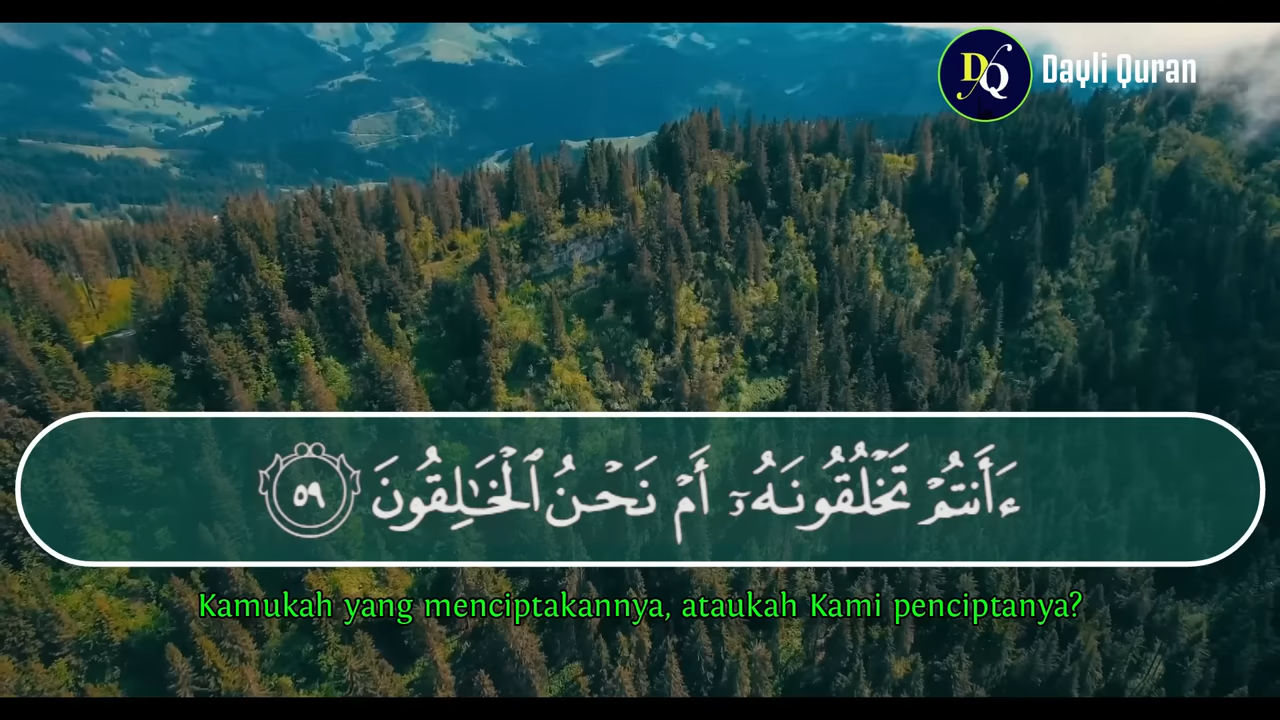 DQ
Dayli Quran
ءَأَنتُمْ تَخْلُقُونَهُۥٓ أَمْ نَحْنُ ٱلْخَٰلِقُونَ ٥٩
Kamukah yang menciptakannya, ataukah Kami penciptanya?